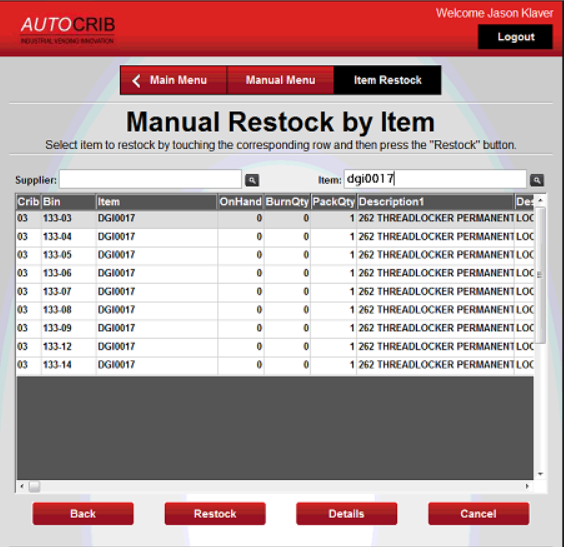 Welcome Jason Klaver
AUTOCRIB
INDUSTRIAL VENDING INNOVATION
Logout
Main Menu Manual Menu Item Restock
Manual Restock by Item
Select item to restock by touching the corresponding row and then press the "Restock" button.
Supplier: Item: dgi0017
Crib Bin Item OnHand BurnQty PackQty Description1 Des
03 133-03 DGI0017 0 0 1 262 THREADLOCKER PERMANENT LOC
03 133-04 DGI0017 0 0 1 262 THREADLOCKER PERMANENT LOC
03 133-05 DGI0017 0 0 1 262 THREADLOCKER PERMANENT LOC
03 133-06 DGI0017 0 0 1 262 THREADLOCKER PERMANENT LOC
03 133-07 DGI0017 0 0 1 262 THREADLOCKER PERMANENT LOC
03 133-08 DGI0017 0 0 1 262 THREADLOCKER PERMANENT LOC
03 133-09 DGI0017 0 0 1 262 THREADLOCKER PERMANENT LOC
03 133-12 DGI0017 0 0 1 262 THREADLOCKER PERMANENT LOC
03 133-14 DGI0017 0 0 1 262 THREADLOCKER PERMANENT LOC
Back Restock Details Cancel